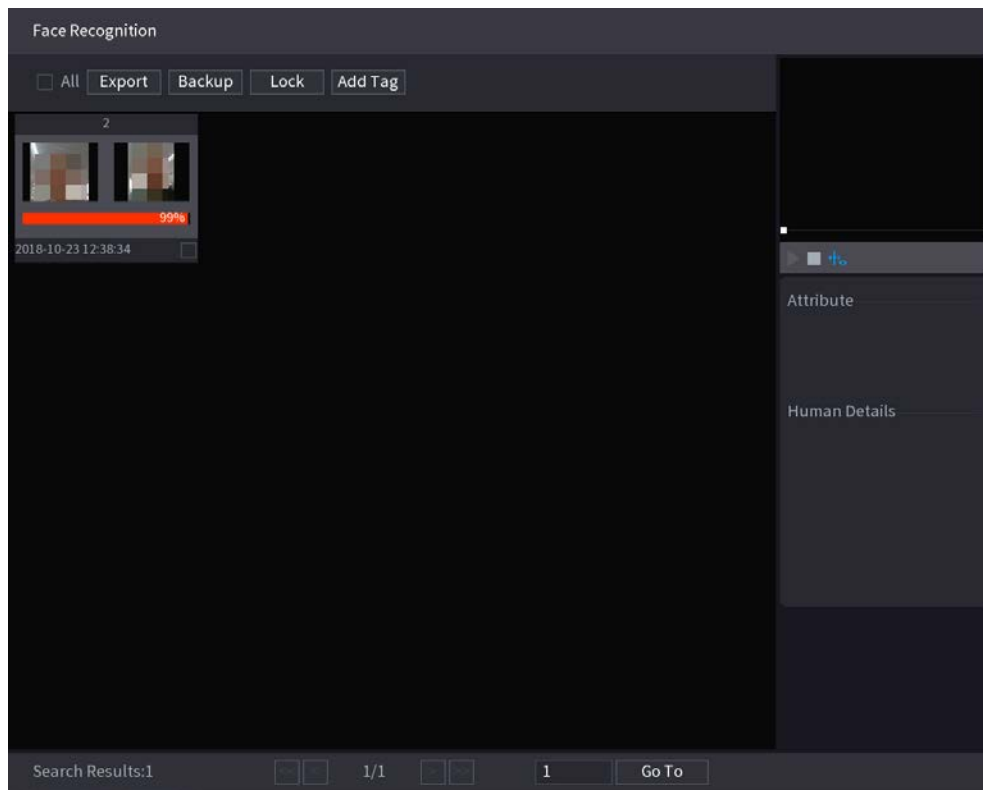 Face Recognition
All Export Backup Lock Add Tag
2
99%
2018-10-23 12:38:34
Attribute
Human Details
Search Results:1 1/1 1 Go To